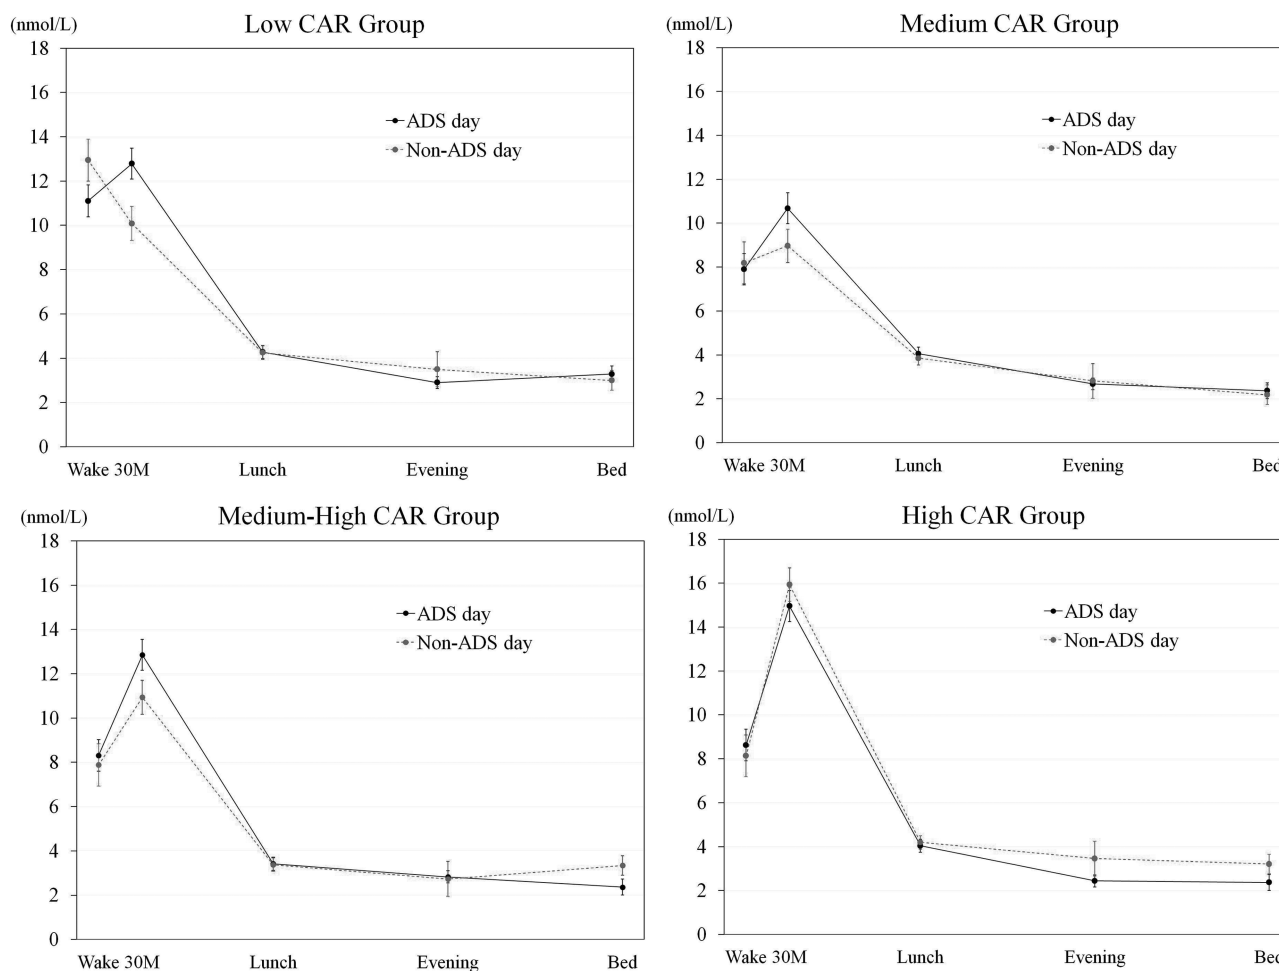 (nmol/L) Low CAR Group
18
16
14
12
10
8
6
4
2
0
ADS day
Non-ADS day
Wake 30M Lunch Evening Bed
(nmol/L) Medium CAR Group
18
16
14
12
10
8
6
4
2
0
ADS day
Non-ADS day
Wake 30M Lunch Evening Bed
(nmol/L) Medium-High CAR Group
18
16
14
12
10
8
6
4
2
0
ADS day
Non-ADS day
Wake 30M Lunch Evening Bed
(nmol/L) High CAR Group
18
16
14
12
10
8
6
4
2
0
ADS day
Non-ADS day
Wake 30M Lunch Evening Bed